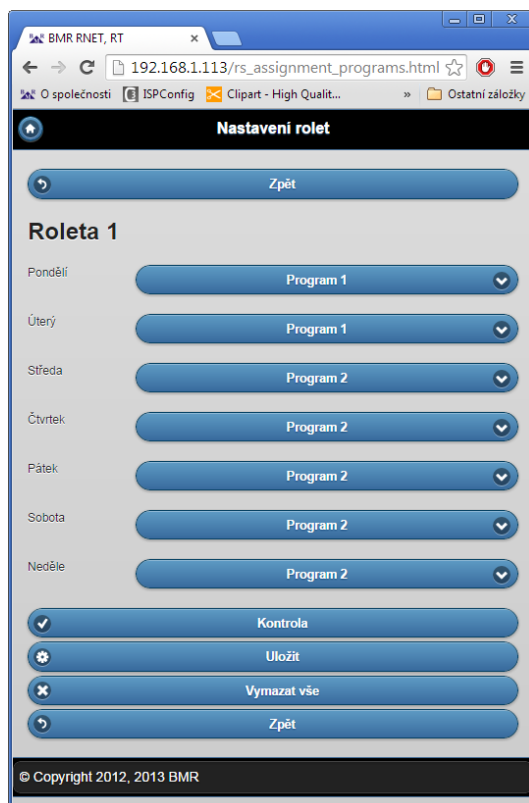 BMR RNET, RT
192.168.1.113/rs_assignment_programs.html
O společnosti ISPConfig Clipart - High Qualit... » Ostatní záložky
Nastavení rolet
Zpět
Roleta 1
Pondělí Program 1
Úterý Program 1
Středa Program 2
Čtvrtek Program 2
Pátek Program 2
Sobota Program 2
Neděle Program 2
Kontrola
Uložit
Vymazat vše
Zpět
© Copyright 2012, 2013 BMR